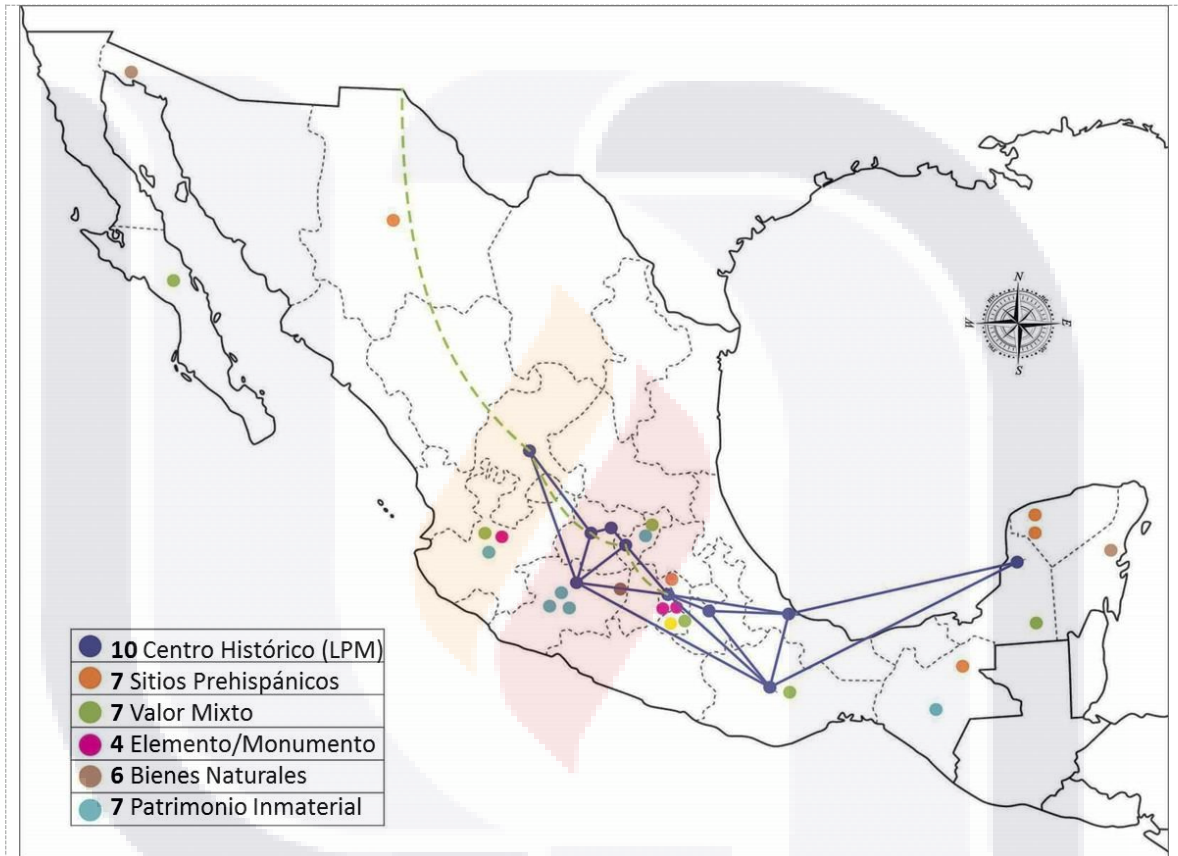 N
W
E
S
10 Centro Histórico (LPM)
7 Sitios Prehispánicos
7 Valor Mixto
4 Elemento/Monumento
6 Bienes Naturales
7 Patrimonio Inmaterial